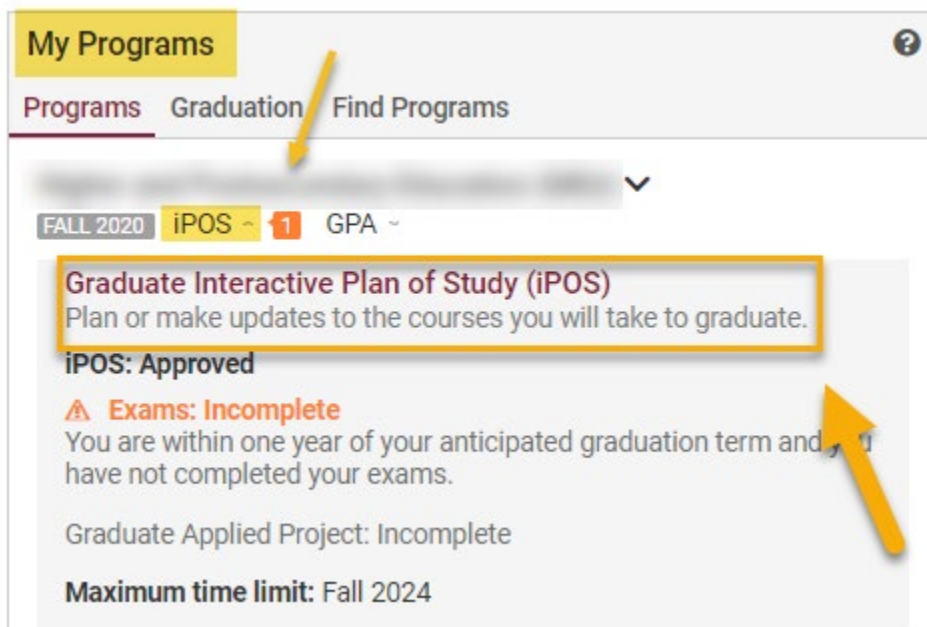 My Programs
Programs Graduation Find Programs
FALL 2020 iPOS 1 GPA
Graduate Interactive Plan of Study (iPOS)
Plan or make updates to the courses you will take to graduate.
iPOS: Approved
Exams: Incomplete
You are within one year of your anticipated graduation term and you
have not completed your exams.
Graduate Applied Project: Incomplete
Maximum time limit: Fall 2024